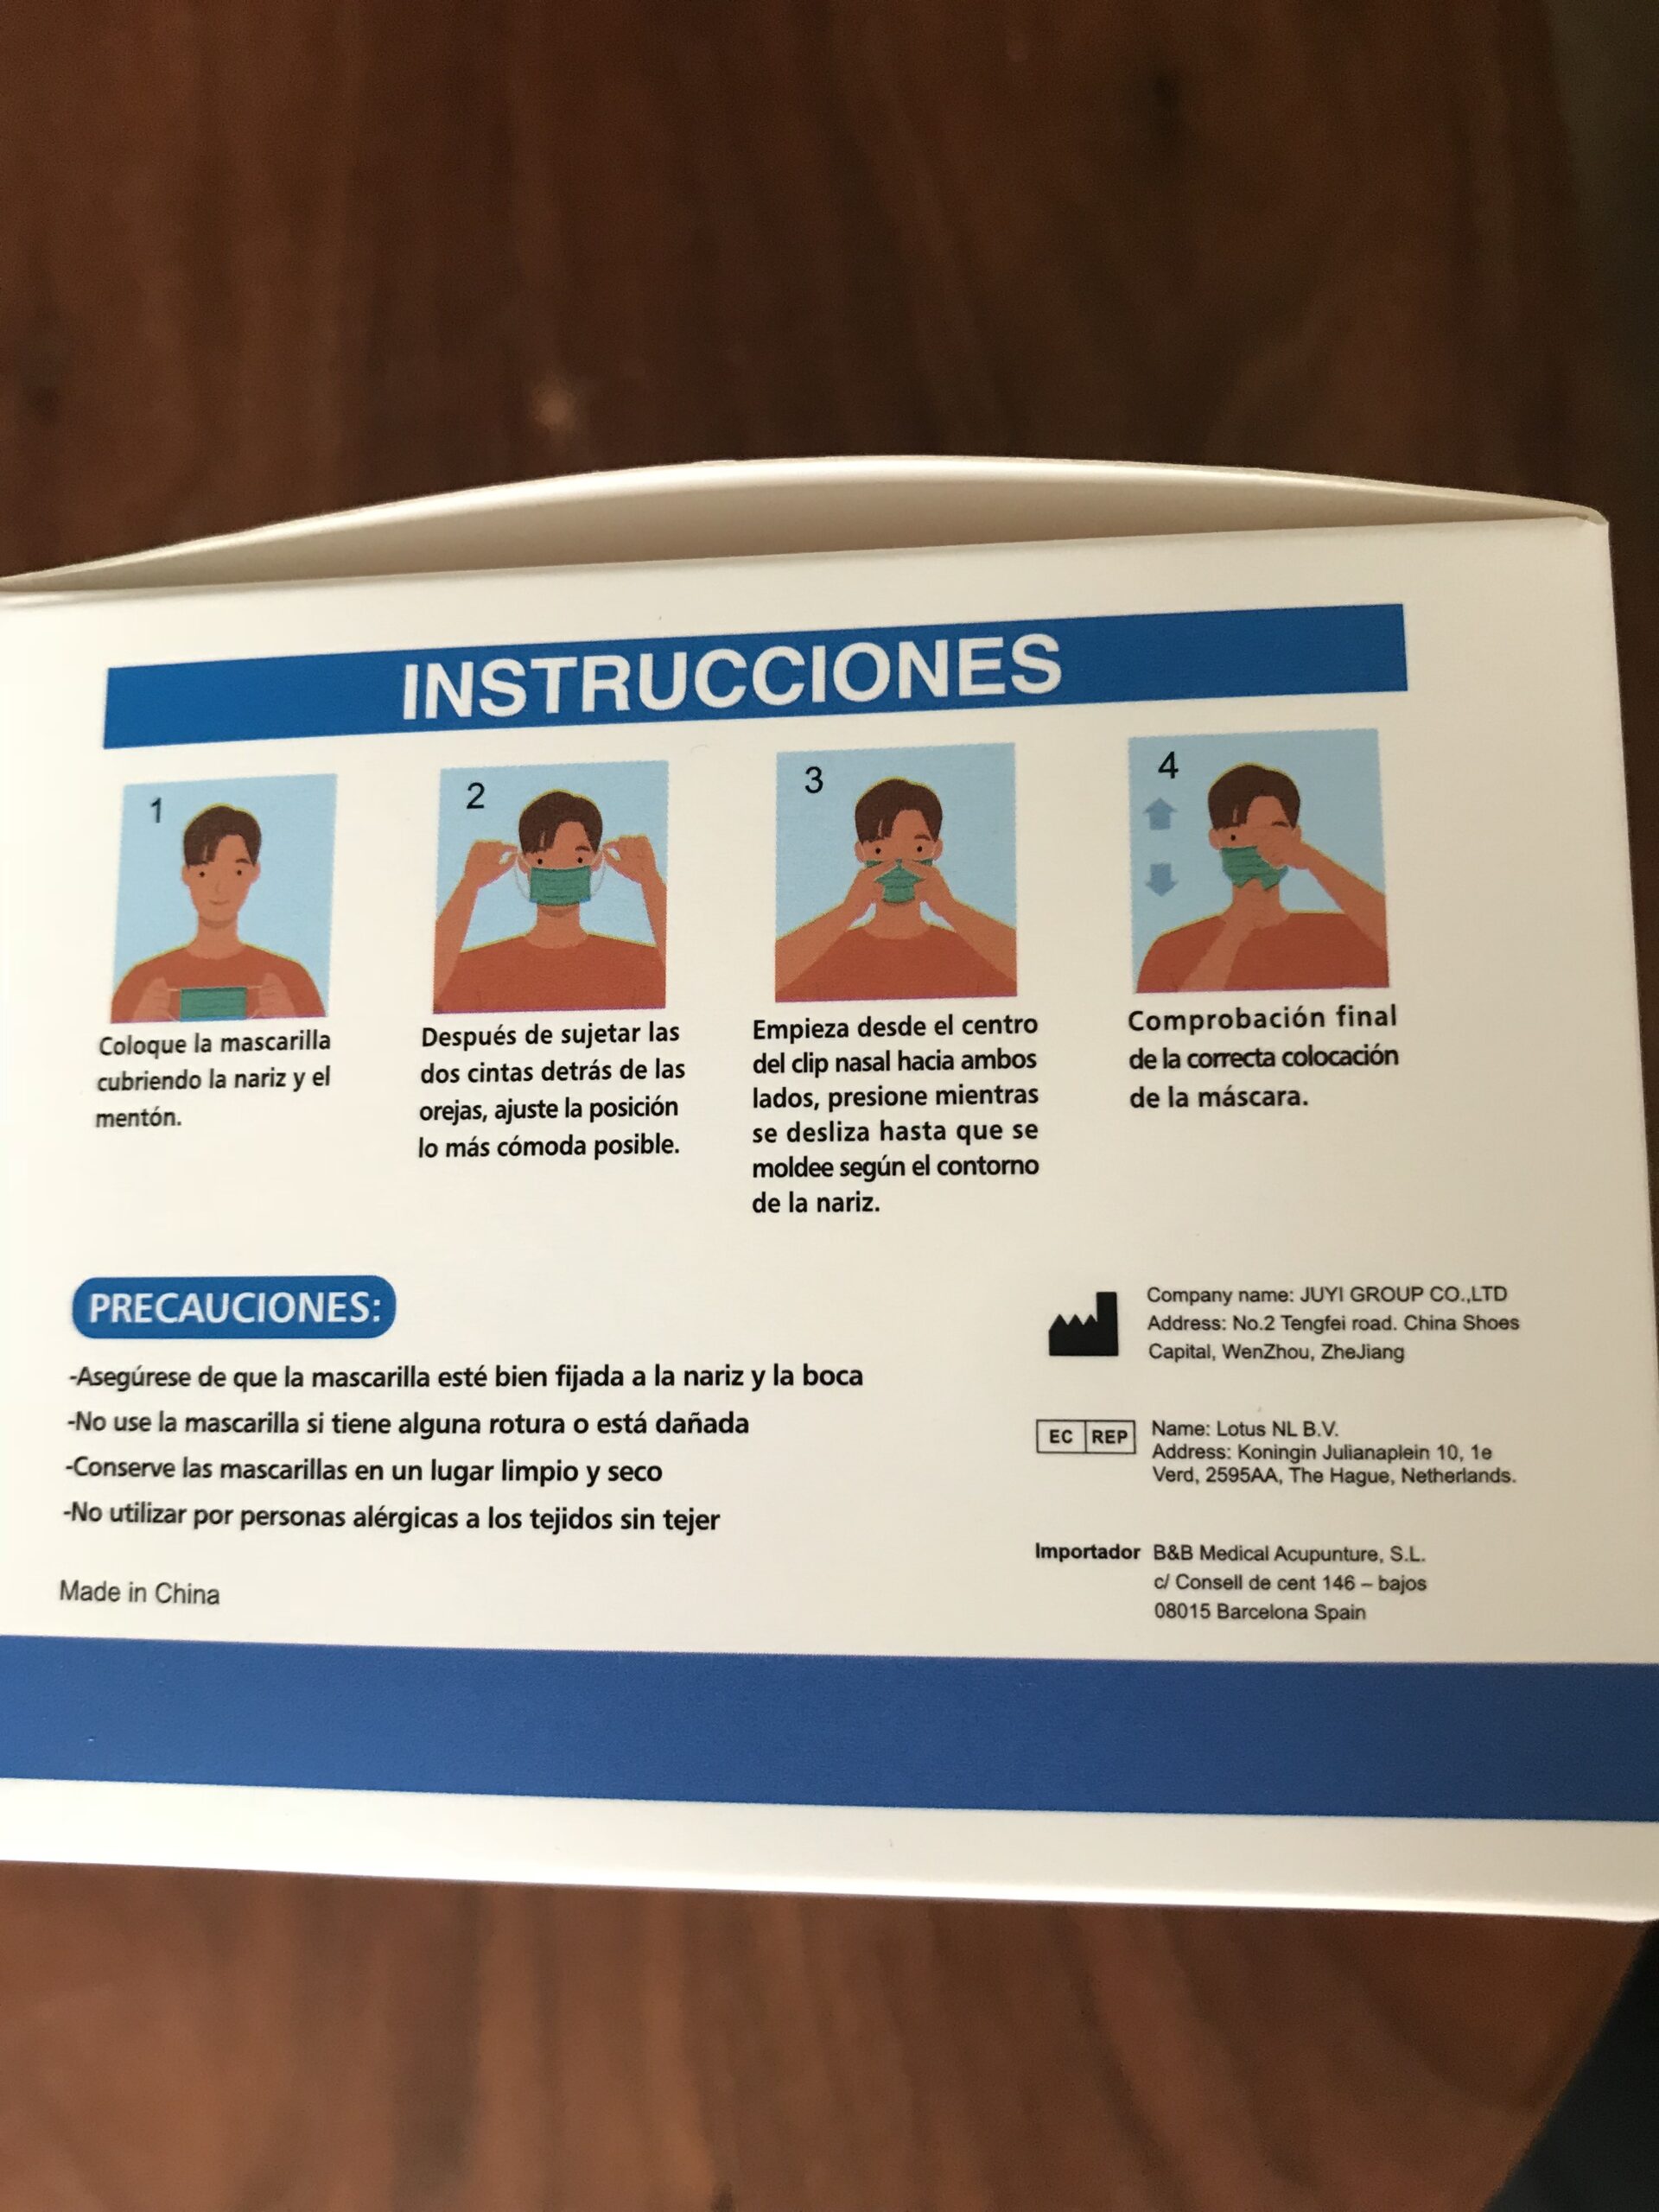 INSTRUCCIONES
1
Coloque la mascarilla
cubriendo la nariz y el
mentón.
2
Después de sujetar las
dos cintas detrás de las
orejas, ajuste la posición
lo más cómoda posible.
3
Empieza desde el centro
del clip nasal hacia ambos
lados, presione mientras
se desliza hasta que se
moldee según el contorno
de la nariz.
4
Comprobación final
de la correcta colocación
de la máscara.
PRECAUCIONES:
-Asegúrese de que la mascarilla esté bien fijada a la nariz y la boca
-No use la mascarilla si tiene alguna rotura o está dañada
-Conserve las mascarillas en un lugar limpio y seco
-No utilizar por personas alérgicas a los tejidos sin tejer
Made in China
Company name: JUYI GROUP CO.,LTD
Address: No.2 Tengfei road. China Shoes
Capital, WenZhou, ZheJiang
EC REP
Name: Lotus NL B.V.
Address: Koningin Julianaplein 10, 1e
Verd, 2595AA, The Hague, Netherlands.
Importador B&B Medical Acupunture, S.L.
c/ Consell de cent 146 – bajos
08015 Barcelona Spain